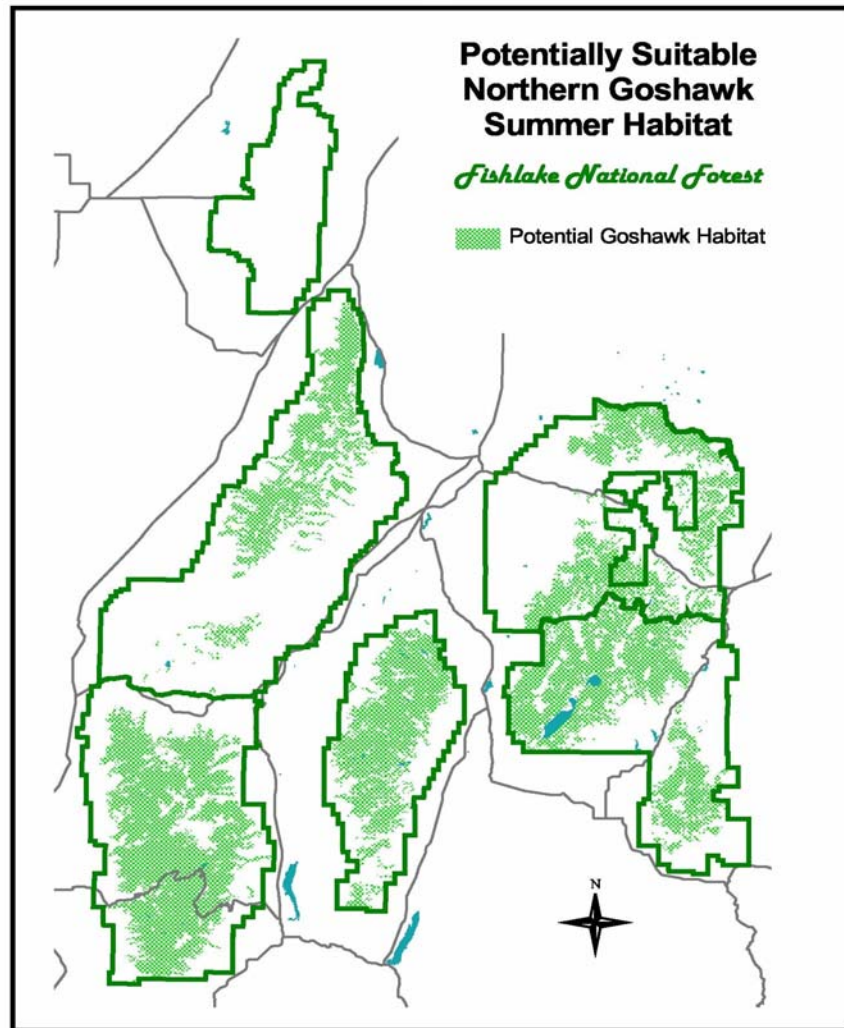 Potentially Suitable
Northern Goshawk
Summer Habitat
Fishlake National Forest
Potential Goshawk Habitat
N